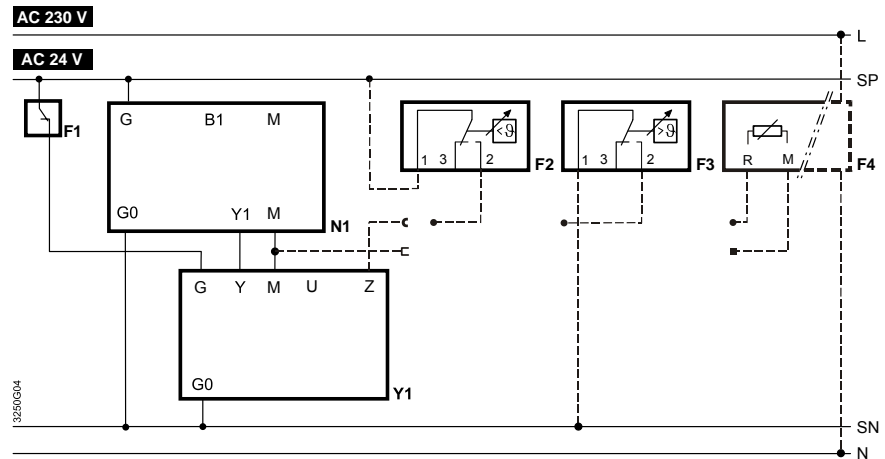 AC 230 V
L
AC 24 V
SP
F1
G B1 M
G0 Y1 M
N1
1 3 2
<ϑ
F2
1 3 2
>ϑ
F3
R M
F4
G Y M U Z
G0
Y1
3250G04
SN
N